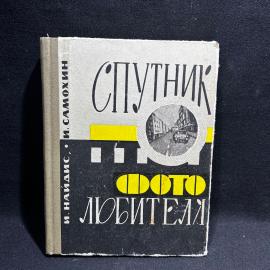 И. НАЙДИС, • И. САМОХИН
СПУТНИК
ФОТО
ЛЮБИТЕЛЯ